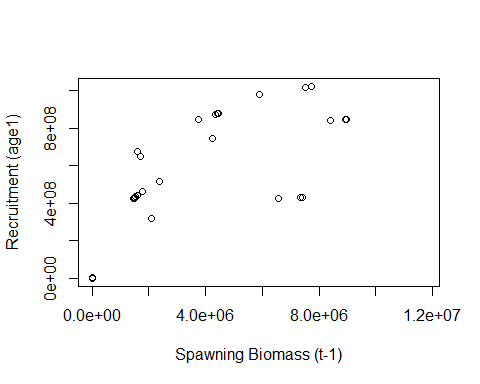 Recruitment (age1)
8e+08
4e+08
0e+00
0.0e+00 4.0e+06 8.0e+06 1.2e+07
Spawning Biomass (t-1)